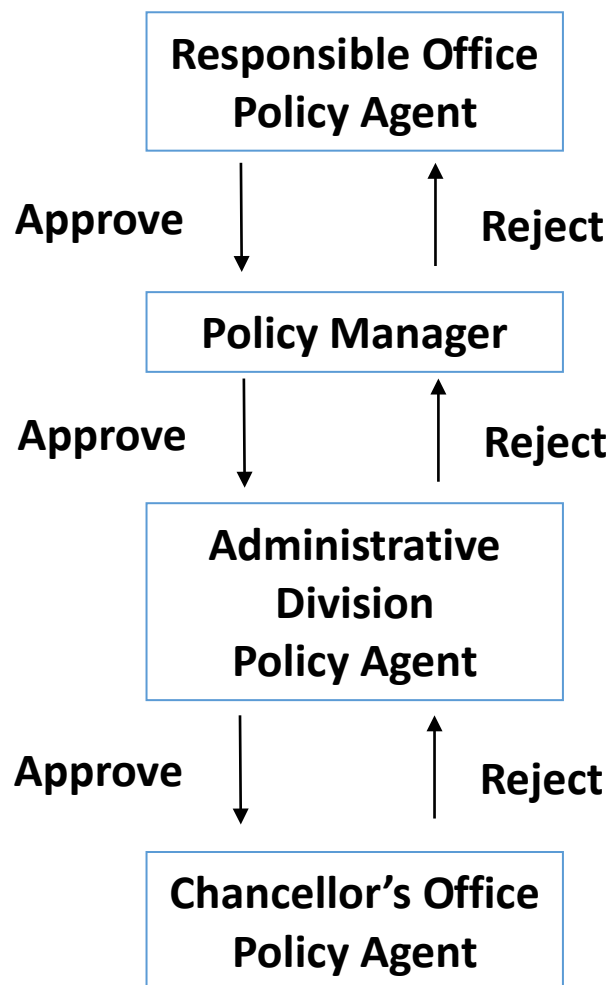 Responsible Office
Policy Agent
Approve
Reject
Policy Manager
Approve
Reject
Administrative
Division
Policy Agent
Approve
Reject
Chancellor’s Office
Policy Agent